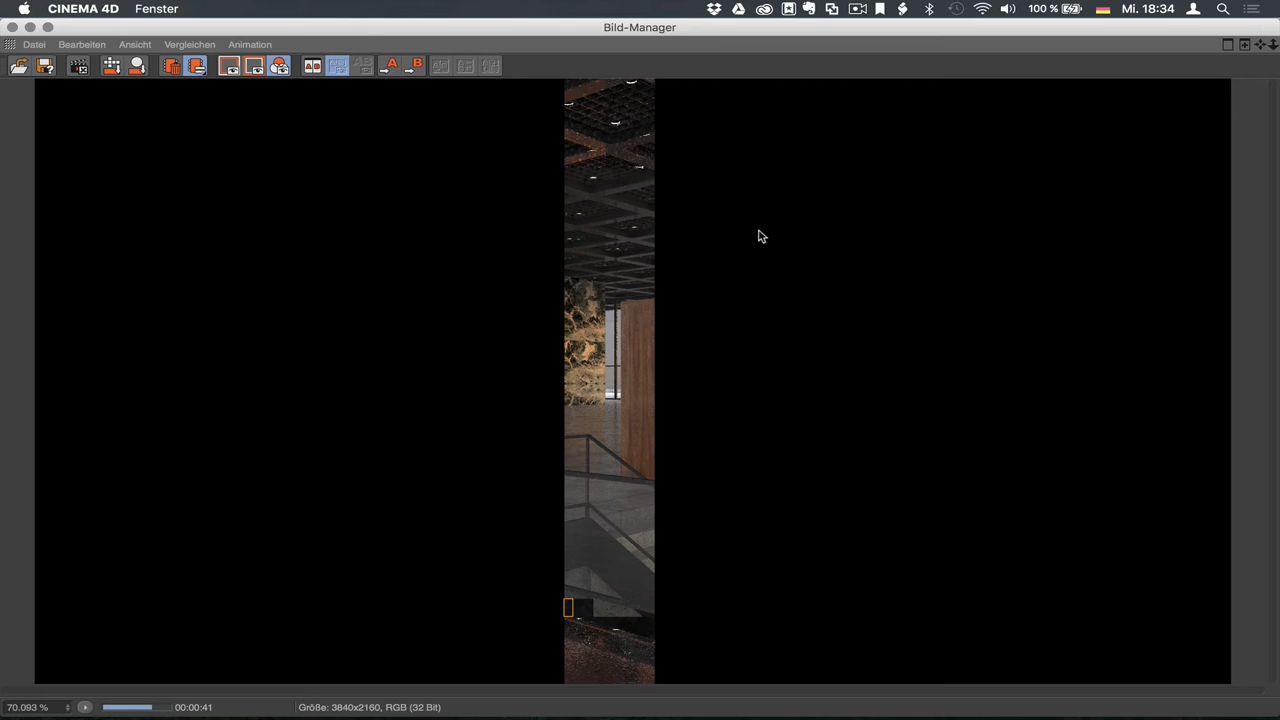 CINEMA 4D Fenster 100 % Mi. 18:34
Bild-Manager
Datei Bearbeiten Ansicht Vergleichen Animation
A B A B
70.093 % 00:00:41 Größe: 3840x2160, RGB (32 Bit)